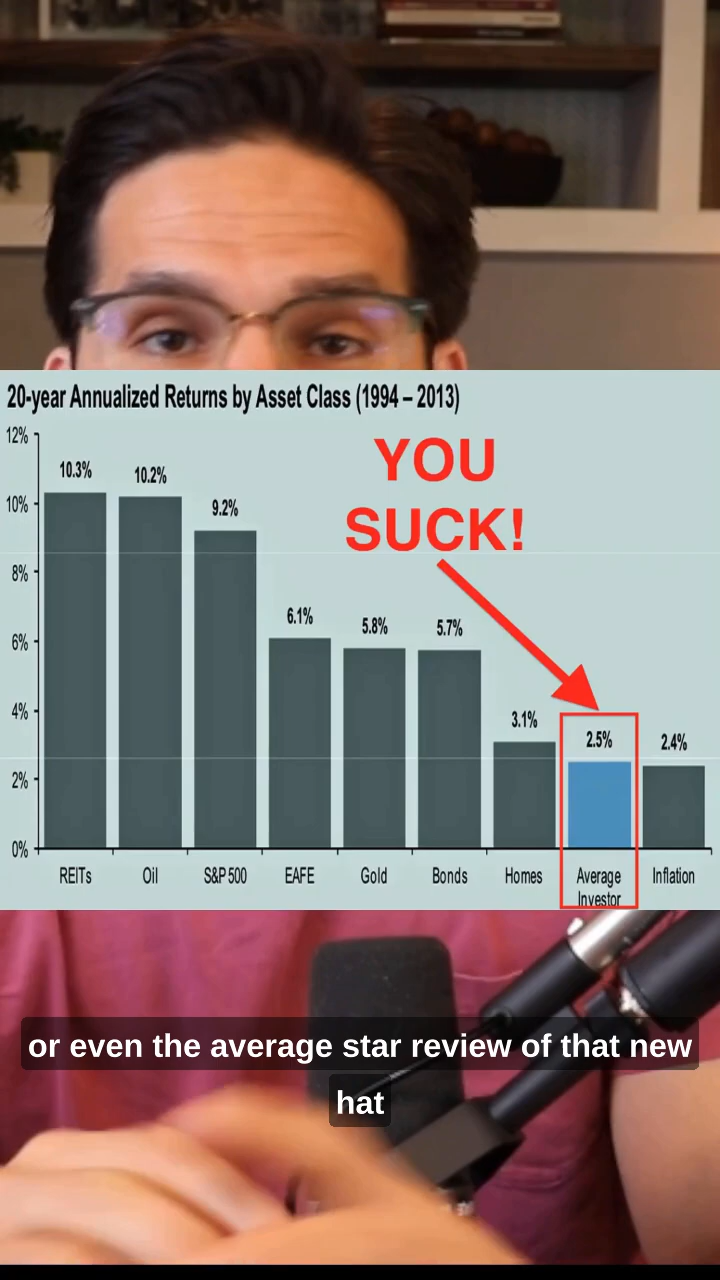 20-year Annualized Returns by Asset Class (1994 – 2013)
12%
10%
8%
6%
4%
2%
0%
10.3%
10.2%
9.2%
6.1%
5.8%
5.7%
3.1%
2.5%
2.4%
YOU
SUCK!
REITs
Oil
S&P 500
EAFE
Gold
Bonds
Homes
Average
Investor
Inflation
or even the average star review of that new
hat